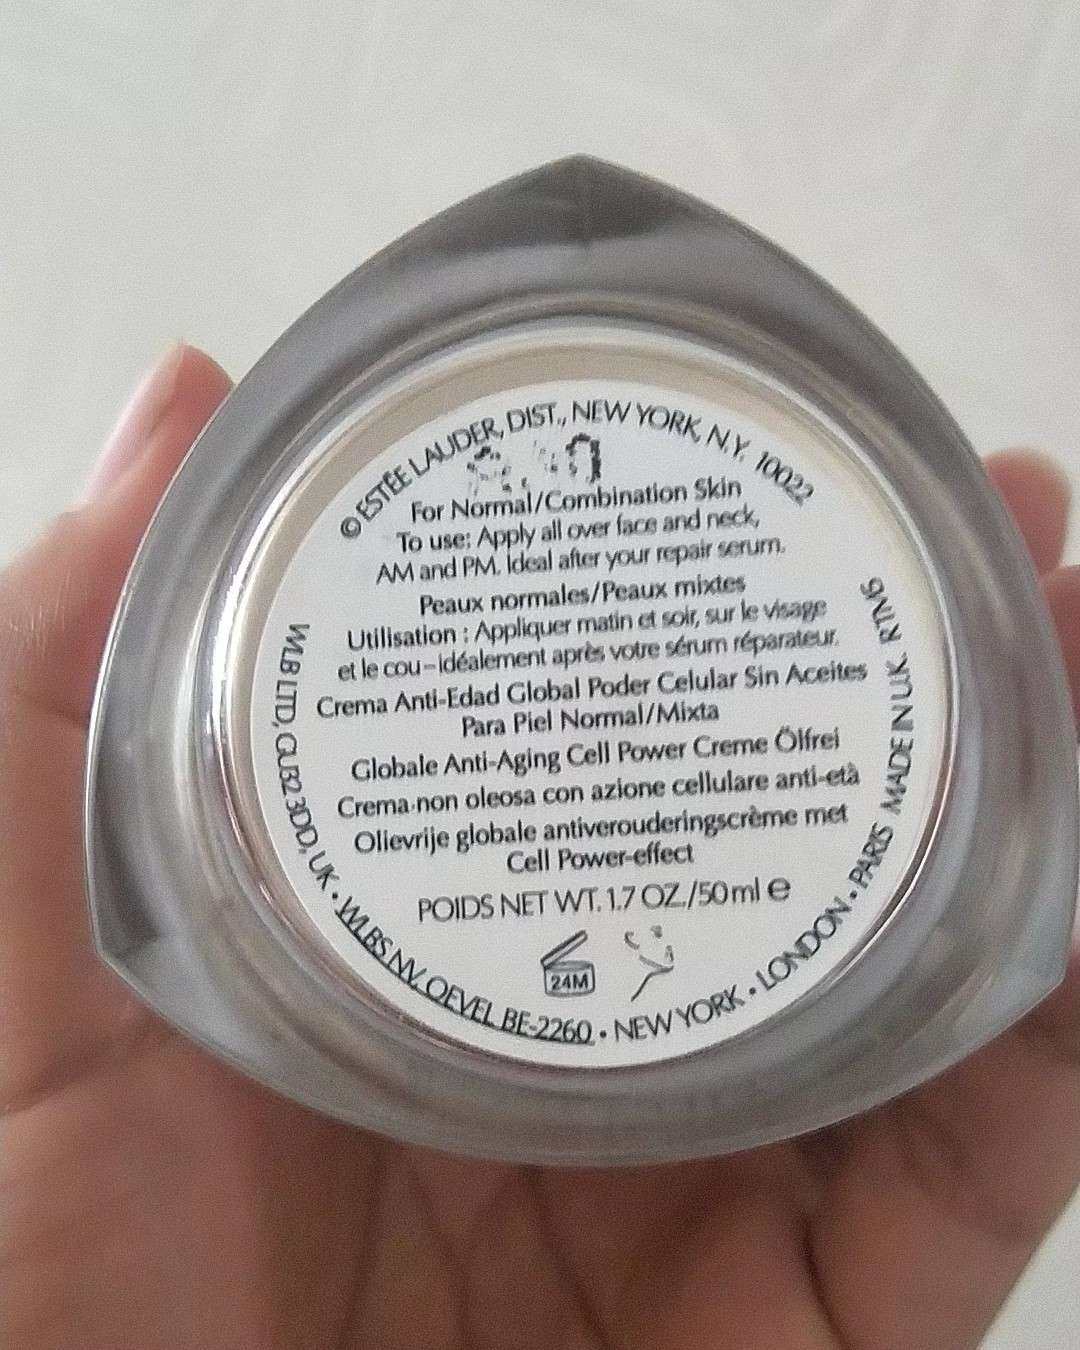 © ESTĒE LAUDER, DIST., NEW YORK, N.Y. 10022
For Normal/Combination Skin
To use: Apply all over face and neck,
AM and PM. Ideal after your repair serum.
Peaux normales/Peaux mixtes
Utilisation : Appliquer matin et soir, sur le visage
et le cou–idéalement après votre sérum réparateur.
Crema Anti-Edad Global Poder Celular Sin Aceites
Para Piel Normal/Mixta
Globale Anti-Aging Cell Power Creme Ölfrei
Crema non oleosa con azione cellulare anti-età
Olievrije globale antiverouderingscrème met
Cell Power-effect
POIDS NET WT. 1.7 OZ./50 ml e
24M
WLB LTD, GU32 3DD, UK • WLBS NV, OEVEL BE-2260 • NEW YORK • LONDON • PARIS MADE IN U.K. RTN6